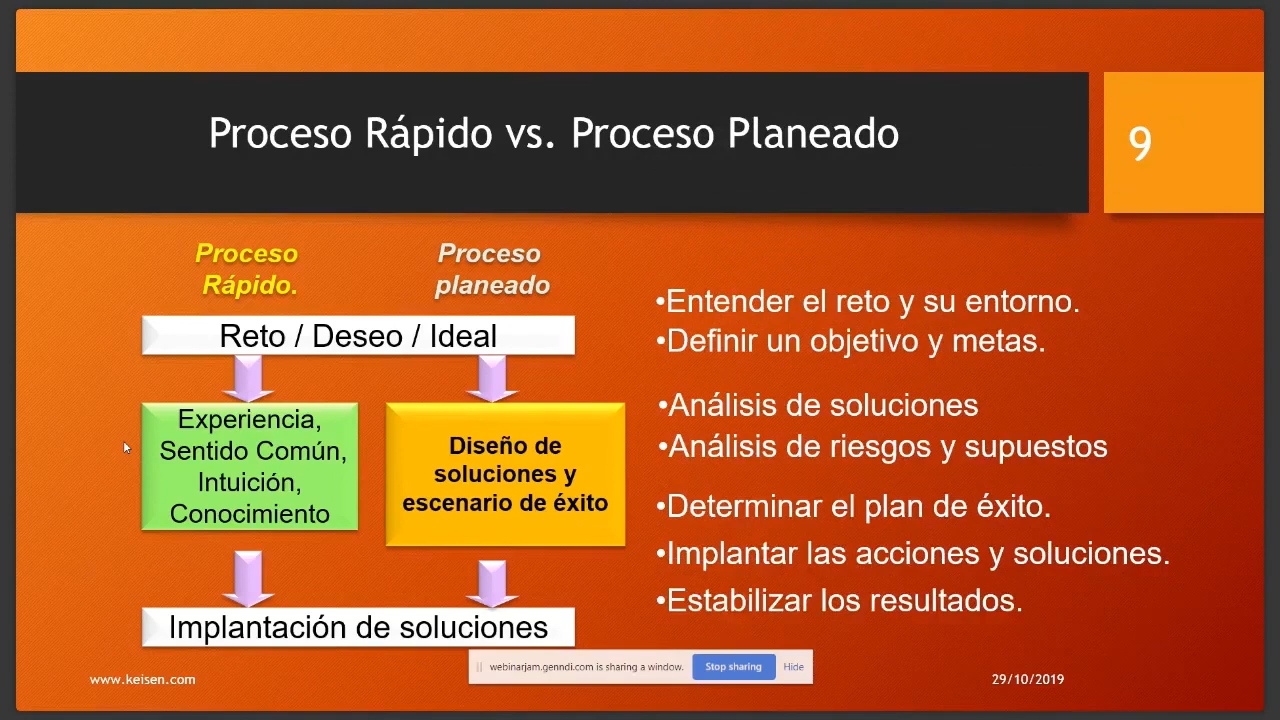 Proceso Rápido vs. Proceso Planeado
9
Proceso
Rápido.
Proceso
planeado
Reto / Deseo / Ideal
Experiencia,
Sentido Común,
Intuición,
Conocimiento
Diseño de
soluciones y
escenario de éxito
Implantación de soluciones
•Entender el reto y su entorno.
•Definir un objetivo y metas.
•Análisis de soluciones
•Análisis de riesgos y supuestos
•Determinar el plan de éxito.
•Implantar las acciones y soluciones.
•Estabilizar los resultados.
webinarjam.genndi.com is sharing a window.
Stop sharing
Hide
www.keisen.com
29/10/2019